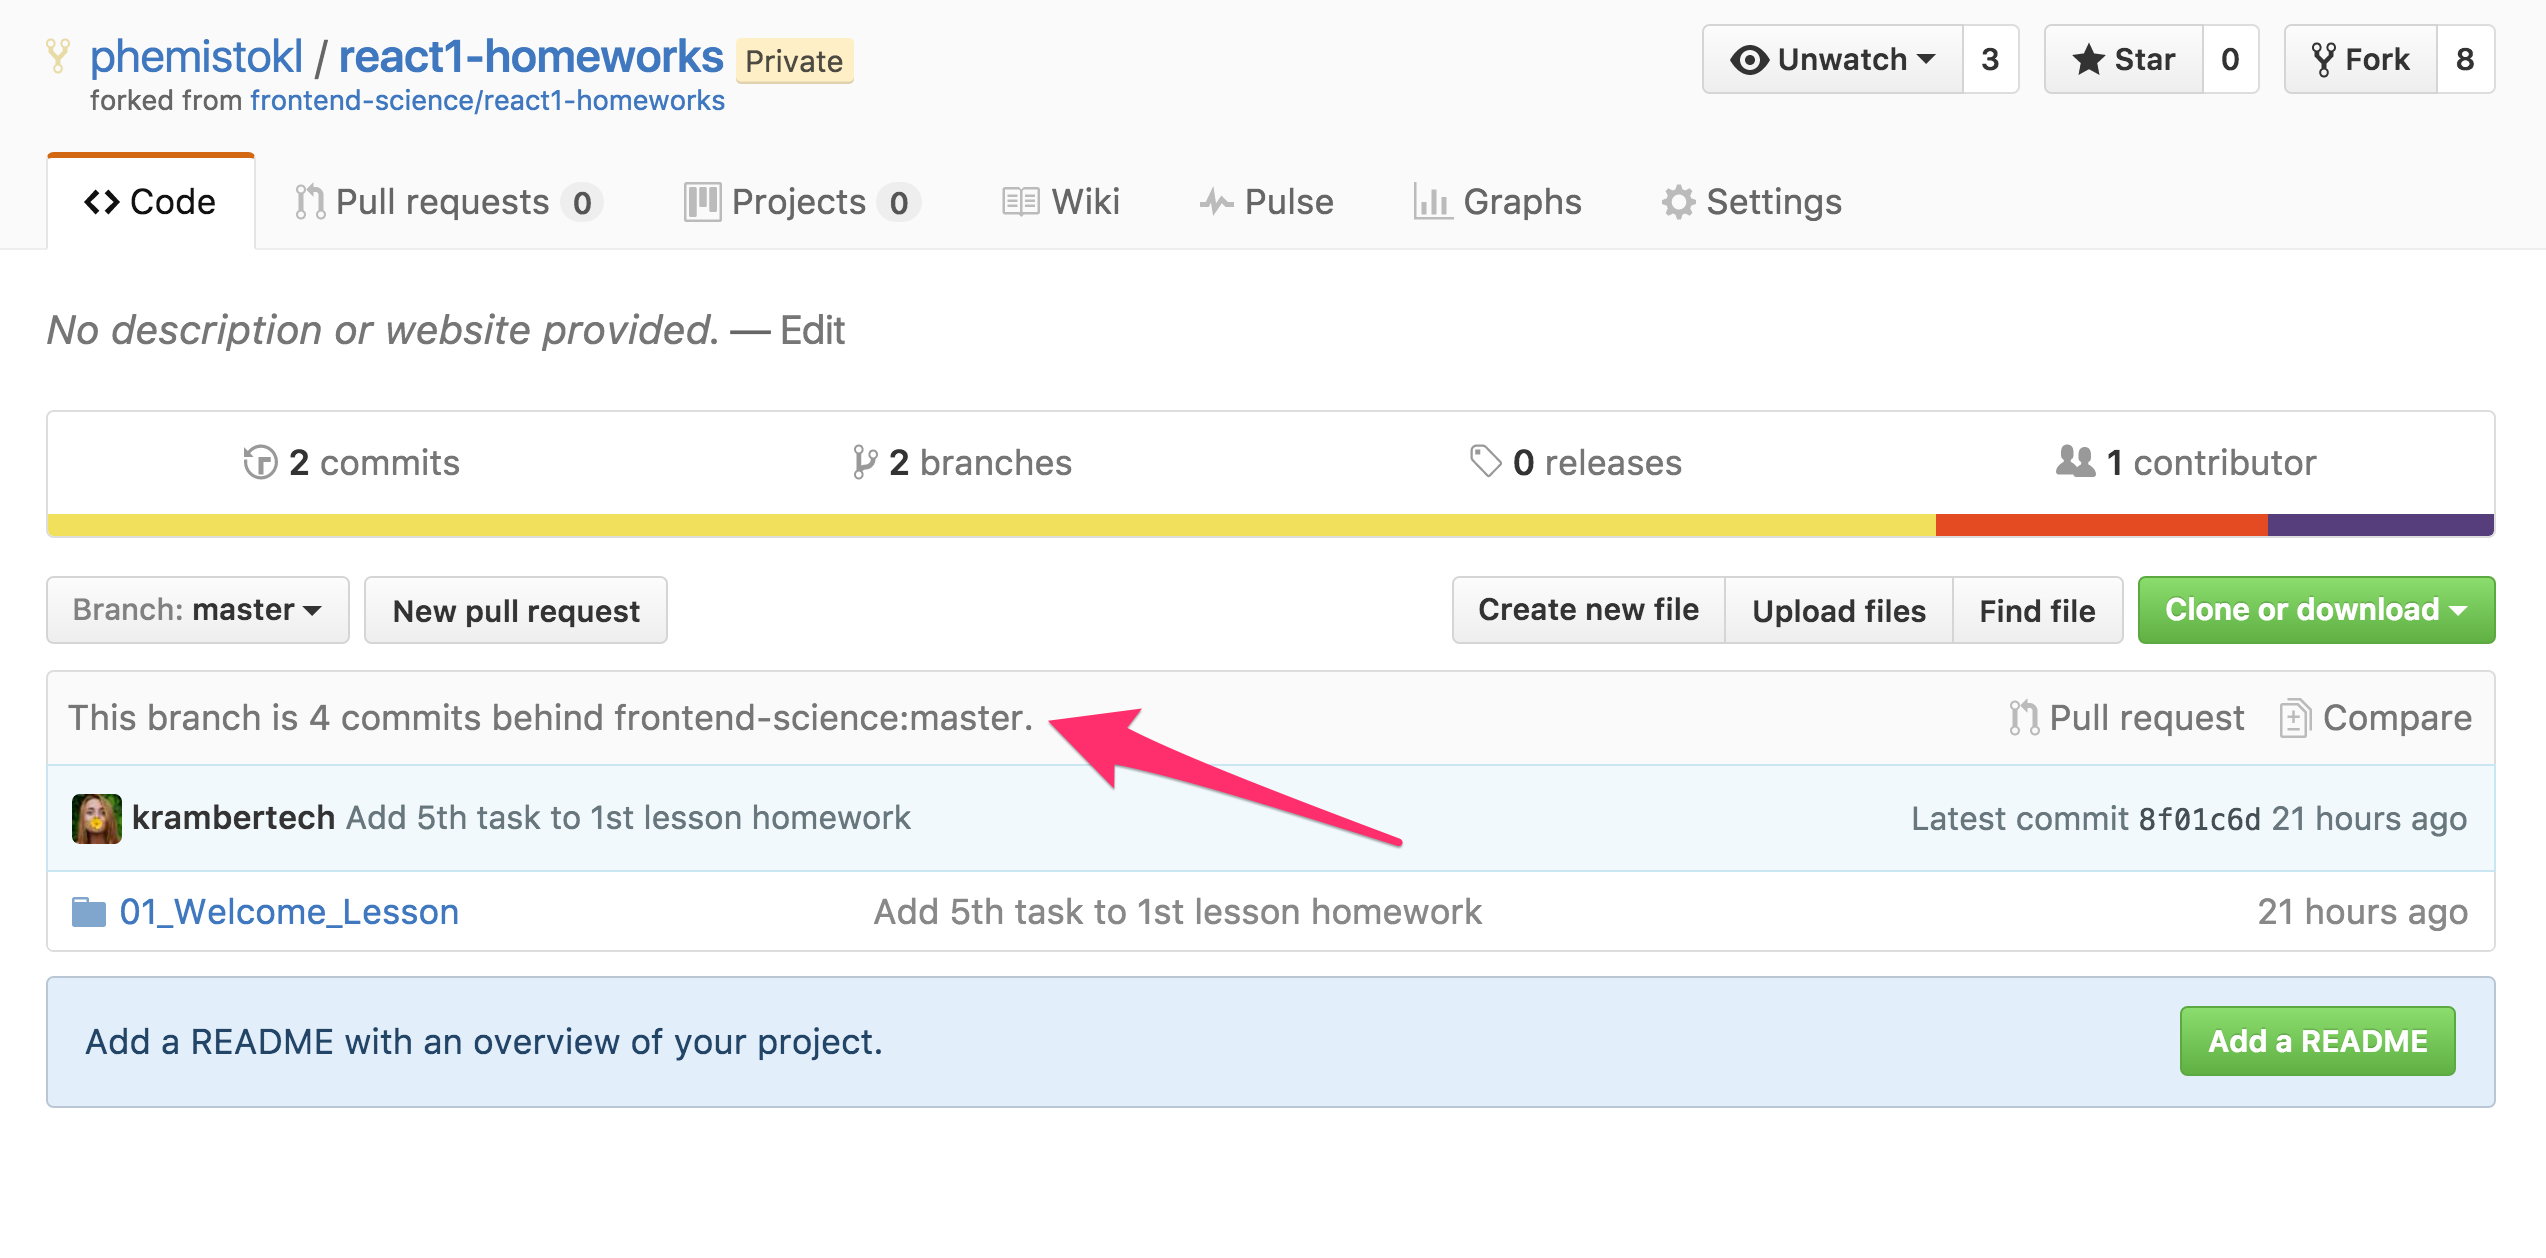 phemistokl / react1-homeworks Private
Unwatch 3 Star 0 Fork 8
forked from frontend-science/react1-homeworks
Code Pull requests 0 Projects 0 Wiki Pulse Graphs Settings
No description or website provided. — Edit
2 commits 2 branches 0 releases 1 contributor
Branch: master New pull request Create new file Upload files Find file Clone or download
This branch is 4 commits behind frontend-science:master. Pull request Compare
krambertech Add 5th task to 1st lesson homework Latest commit 8f01c6d 21 hours ago
01_Welcome_Lesson Add 5th task to 1st lesson homework 21 hours ago
Add a README with an overview of your project. Add a README